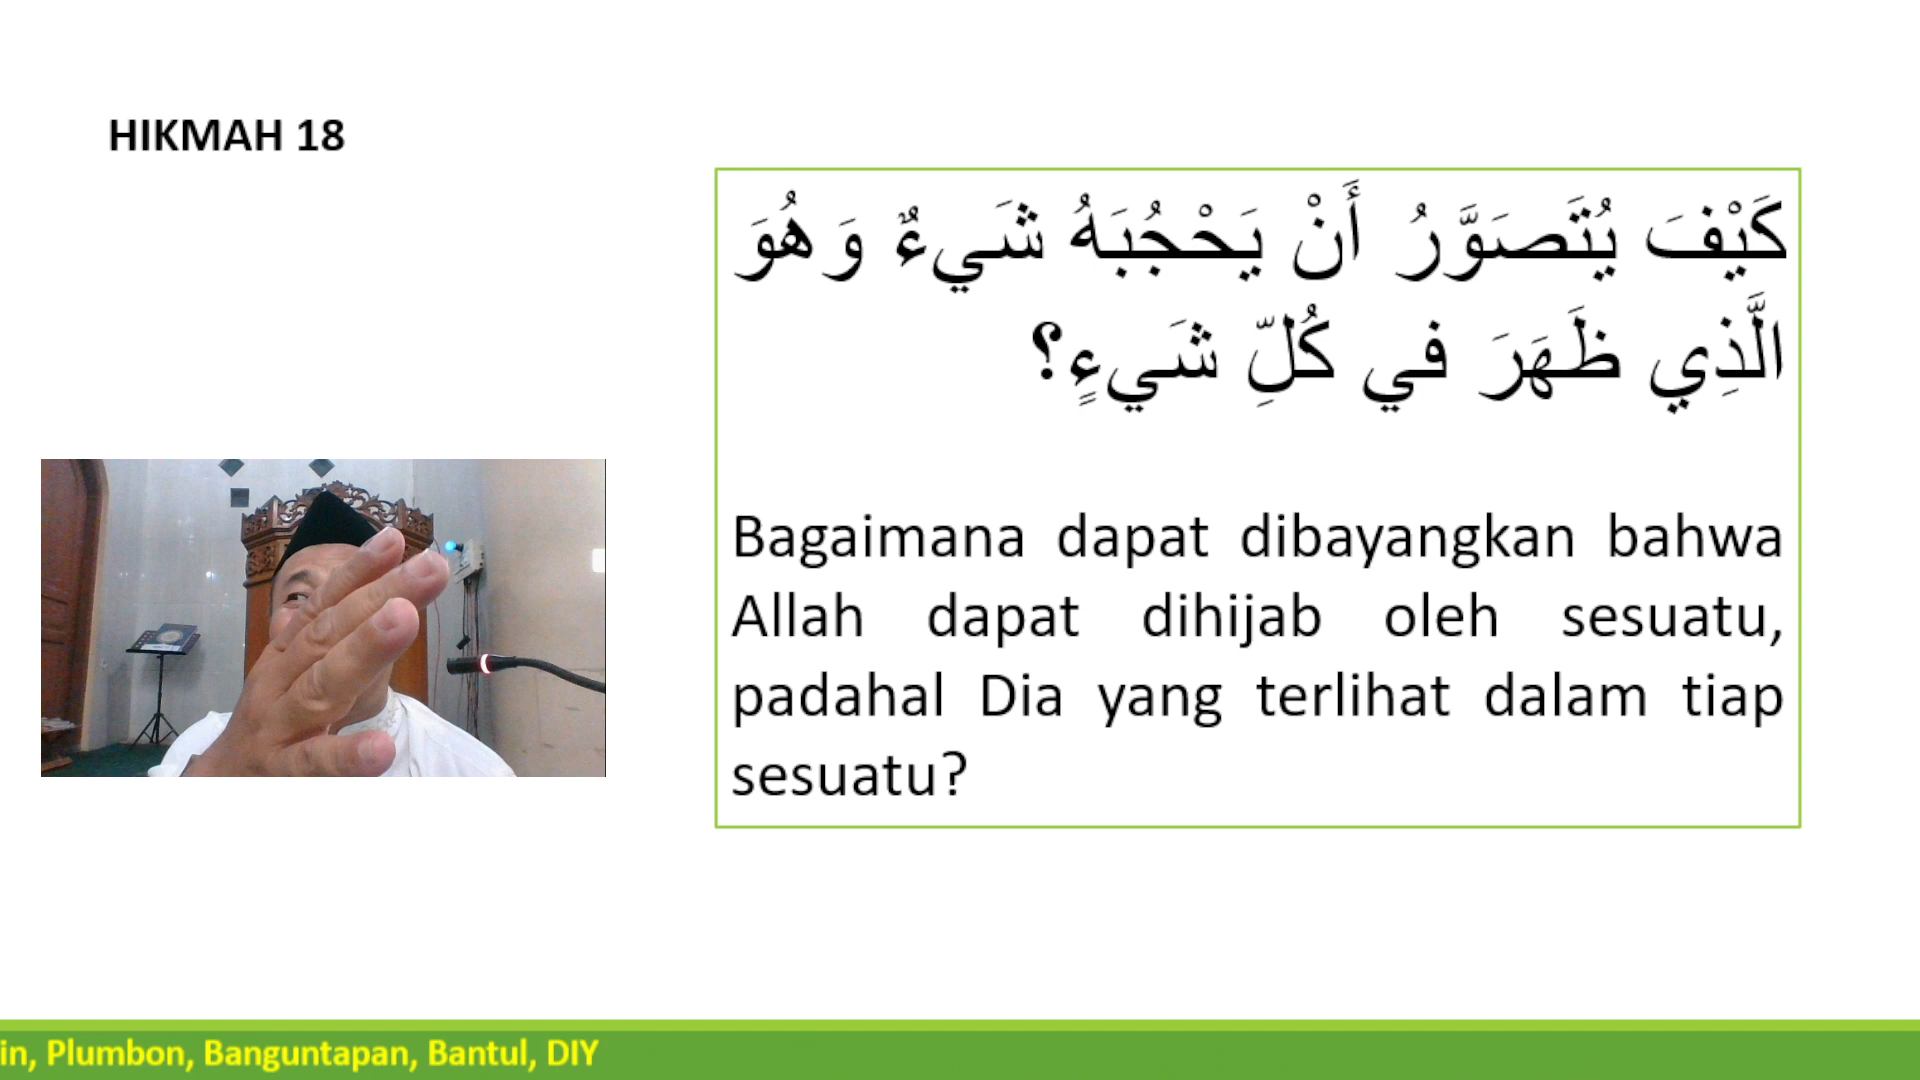 HIKMAH 18
كَيْفَ يُتَصَوَّرُ أَنْ يَحْجُبَهُ شَيءٌ وَهُوَ
الَّذِي ظَهَرَ في كُلِّ شَيءٍ؟
Bagaimana dapat dibayangkan bahwa
Allah dapat dihijab oleh sesuatu,
padahal Dia yang terlihat dalam tiap
sesuatu?
in, Plumbon, Banguntapan, Bantul, DIY